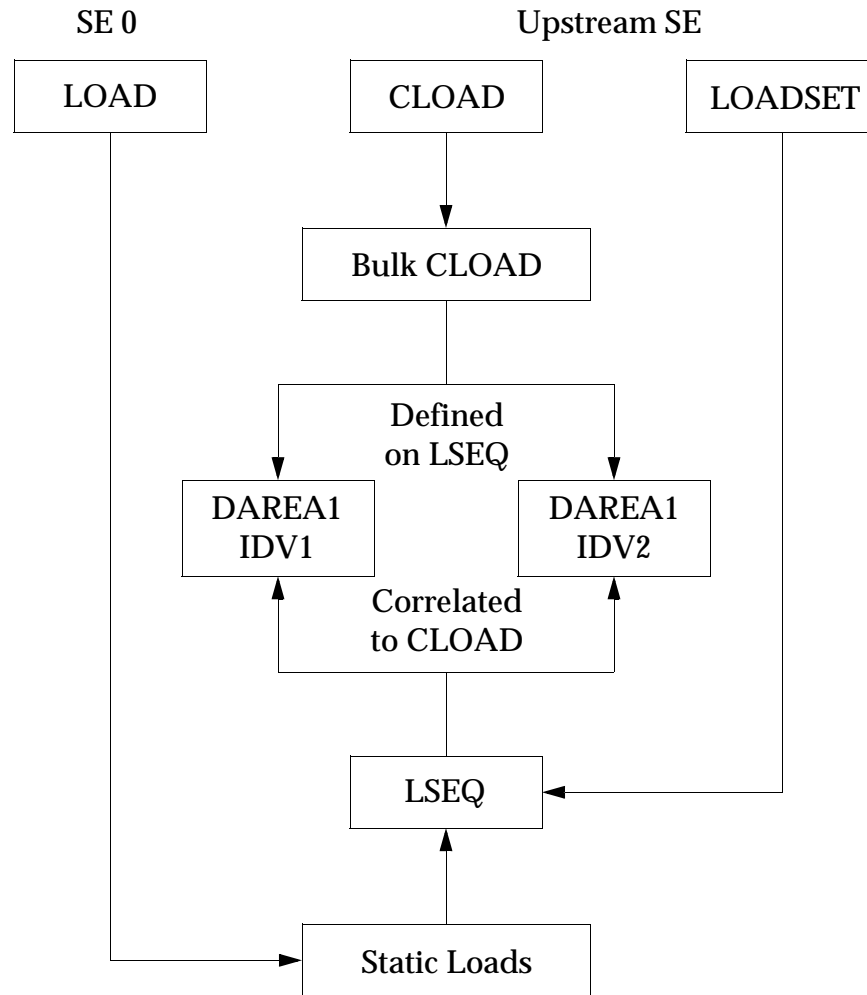 SE 0
Upstream SE
LOAD
CLOAD
LOADSET
Bulk CLOAD
Defined
on LSEQ
DAREA1
IDV1
DAREA1
IDV2
Correlated
to CLOAD
LSEQ
Static Loads